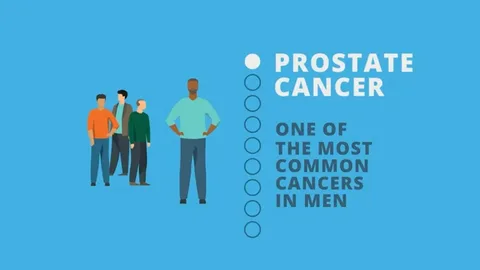 PROSTATE
CANCER
ONE OF
THE MOST
COMMON
CANCERS
IN MEN